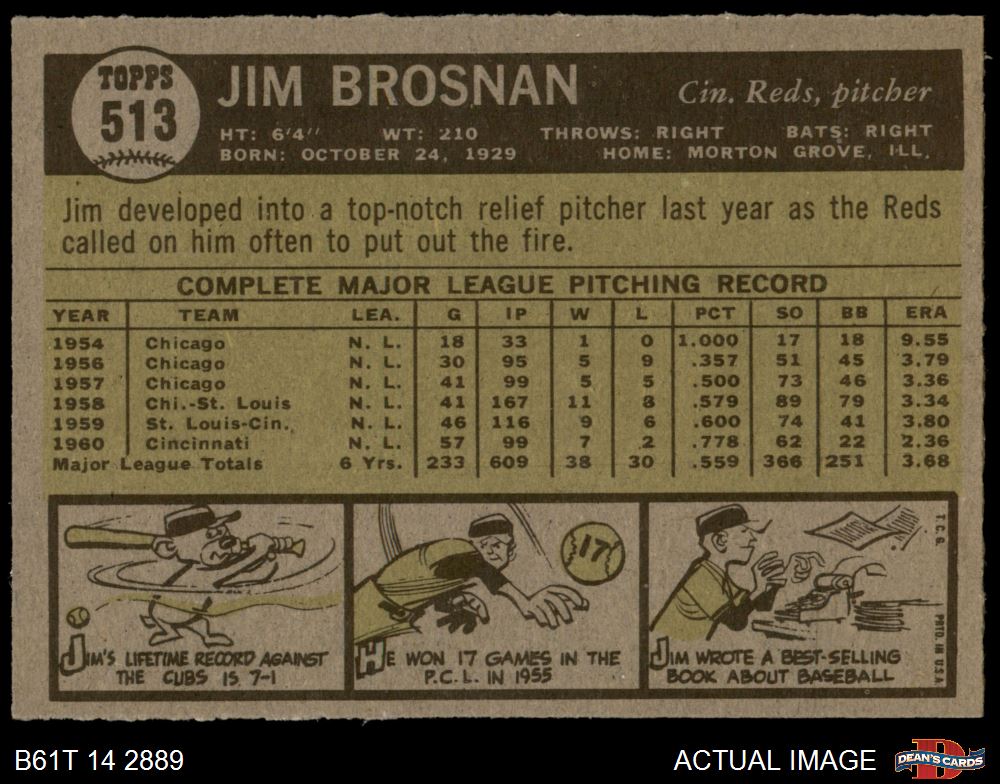 TOPPS
513
JIM BROSNAN
Cin. Reds, pitcher
HT: 6'4" WT: 210 THROWS: RIGHT BATS: RIGHT
BORN: OCTOBER 24, 1929 HOME: MORTON GROVE, ILL.
Jim developed into a top-notch relief pitcher last year as the Reds
called on him often to put out the fire.
COMPLETE MAJOR LEAGUE PITCHING RECORD
YEAR TEAM LEA. G IP W L PCT SO BB ERA
1954 Chicago N. L. 18 33 1 0 1.000 17 18 9.55
1956 Chicago N. L. 30 95 5 9 .357 51 45 3.79
1957 Chicago N. L. 41 99 5 5 .500 73 46 3.36
1958 Chi.-St. Louis N. L. 41 167 11 8 .579 89 79 3.34
1959 St. Louis-Cin. N. L. 46 116 9 6 .600 74 41 3.80
1960 Cincinnati N. L. 57 99 7 2 .778 62 22 2.36
Major League Totals 6 Yrs. 233 609 38 30 .559 366 251 3.68
JIM'S LIFETIME RECORD AGAINST
THE CUBS IS 7-1
17
HE WON 17 GAMES IN THE
P.C.L. IN 1955
JIM WROTE A BEST-SELLING
BOOK ABOUT BASEBALL
T.C.G.
PRTD. IN U.S.A.
B61T 14 2889
ACTUAL IMAGE
DEAN'S CARDS